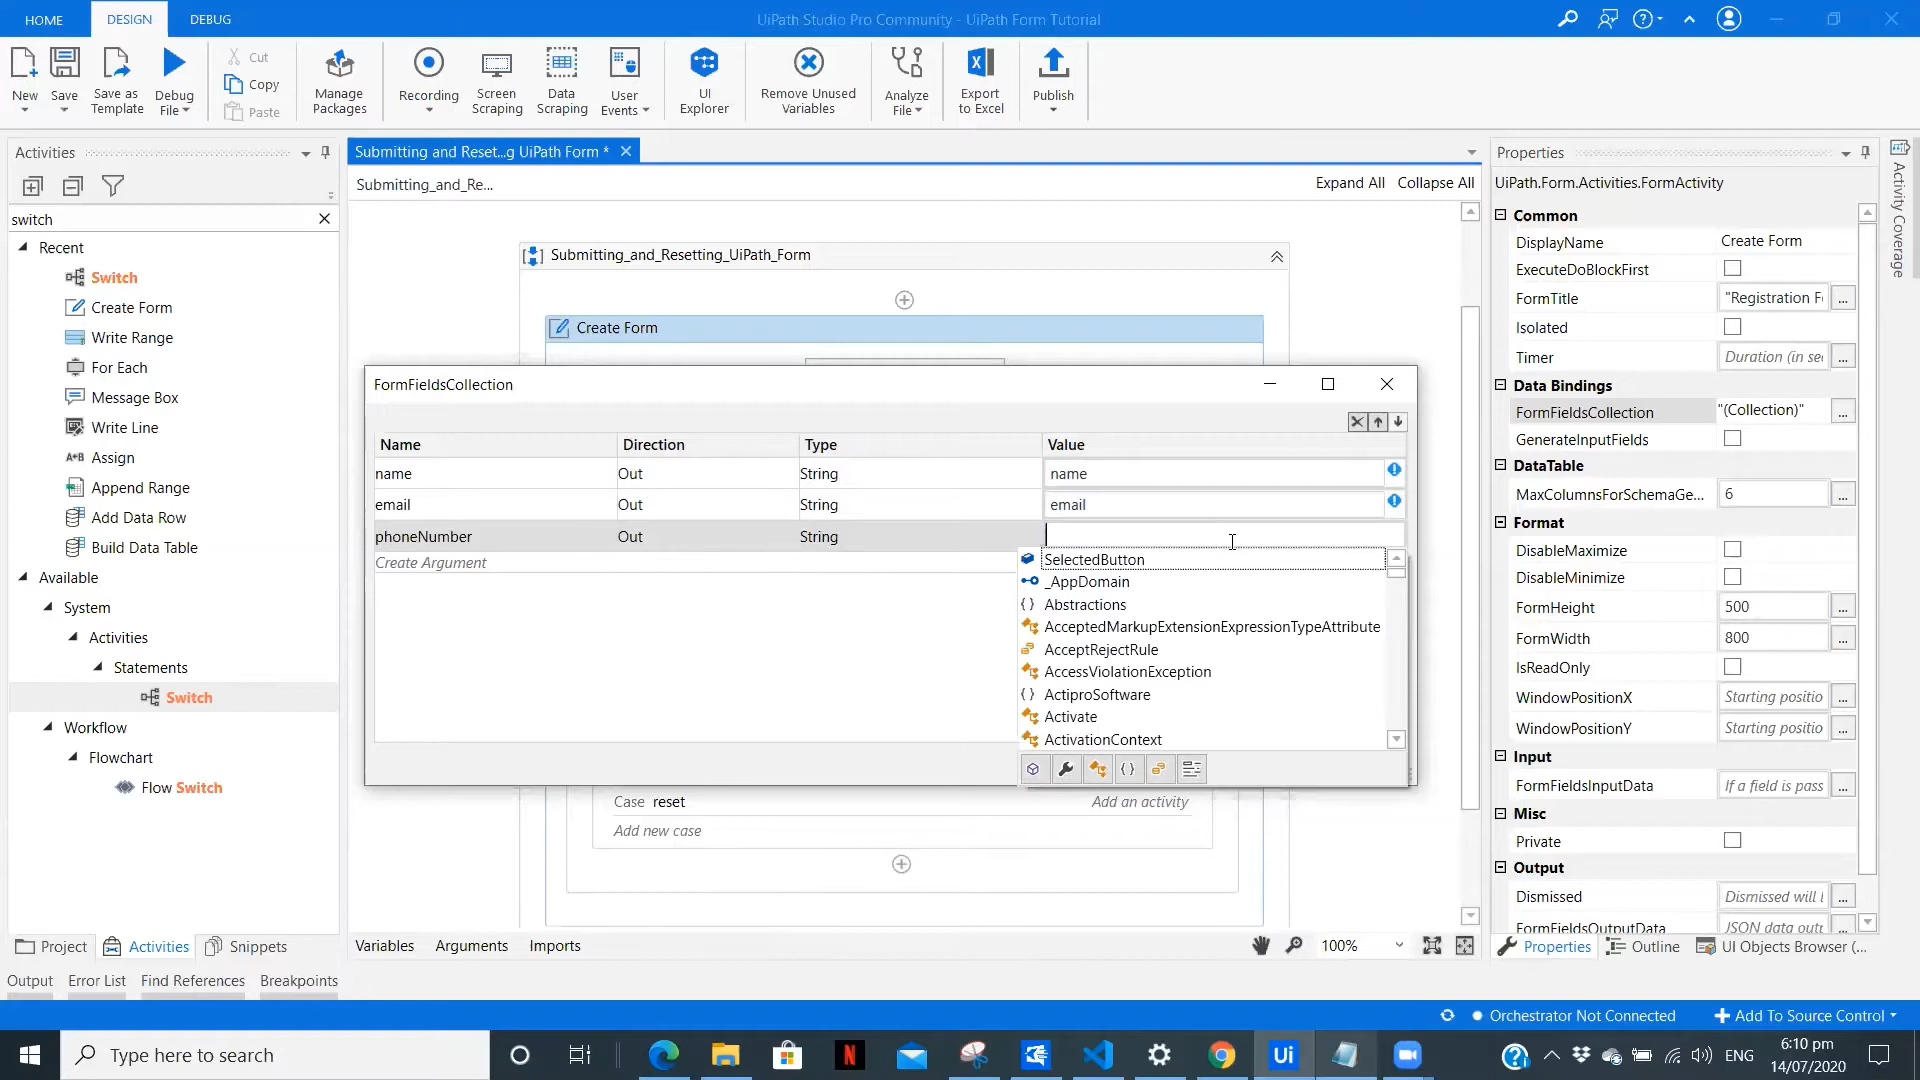 HOME
DESIGN
DEBUG
UiPath Studio Pro Community - UiPath Form Tutorial
New
Save
Save as Template
Debug File
Cut
Copy
Paste
Manage Packages
Recording
Screen Scraping
Data Scraping
User Events
UI Explorer
Remove Unused Variables
Analyze File
Export to Excel
Publish
Activities
switch
Recent
Switch
Create Form
Write Range
For Each
Message Box
Write Line
A+B Assign
Append Range
Add Data Row
Build Data Table
Available
System
Activities
Statements
Switch
Workflow
Flowchart
Flow Switch
Project
Activities
Snippets
Submitting and Reset...g UiPath Form *
Submitting_and_Re...
Expand All
Collapse All
Submitting_and_Resetting_UiPath_Form
Create Form
FormFieldsCollection
Name Direction Type Value
name Out String name
email Out String email
phoneNumber Out String
Create Argument
SelectedButton
_AppDomain
Abstractions
AcceptedMarkupExtensionExpressionTypeAttribute
AcceptRejectRule
AccessViolationException
ActiproSoftware
Activate
ActivationContext
Case reset
Add an activity
Add new case
Variables
Arguments
Imports
100%
Properties
UiPath.Form.Activities.FormActivity
Common
DisplayName Create Form
ExecuteDoBlockFirst
FormTitle "Registration F ...
Isolated
Timer Duration (in se ...
Data Bindings
FormFieldsCollection "(Collection)" ...
GenerateInputFields
DataTable
MaxColumnsForSchemaGe... 6 ...
Format
DisableMaximize
DisableMinimize
FormHeight 500 ...
FormWidth 800 ...
IsReadOnly
WindowPositionX Starting positio ...
WindowPositionY Starting positio ...
Input
FormFieldsInputData If a field is pass ...
Misc
Private
Output
Dismissed Dismissed will ...
FormFieldsOutputData JSON data out ...
Properties
Outline
UI Objects Browser (...
Activity Coverage
Output
Error List
Find References
Breakpoints
Orchestrator Not Connected
Add To Source Control
Type here to search
N
Ui
ENG
6:10 pm
14/07/2020